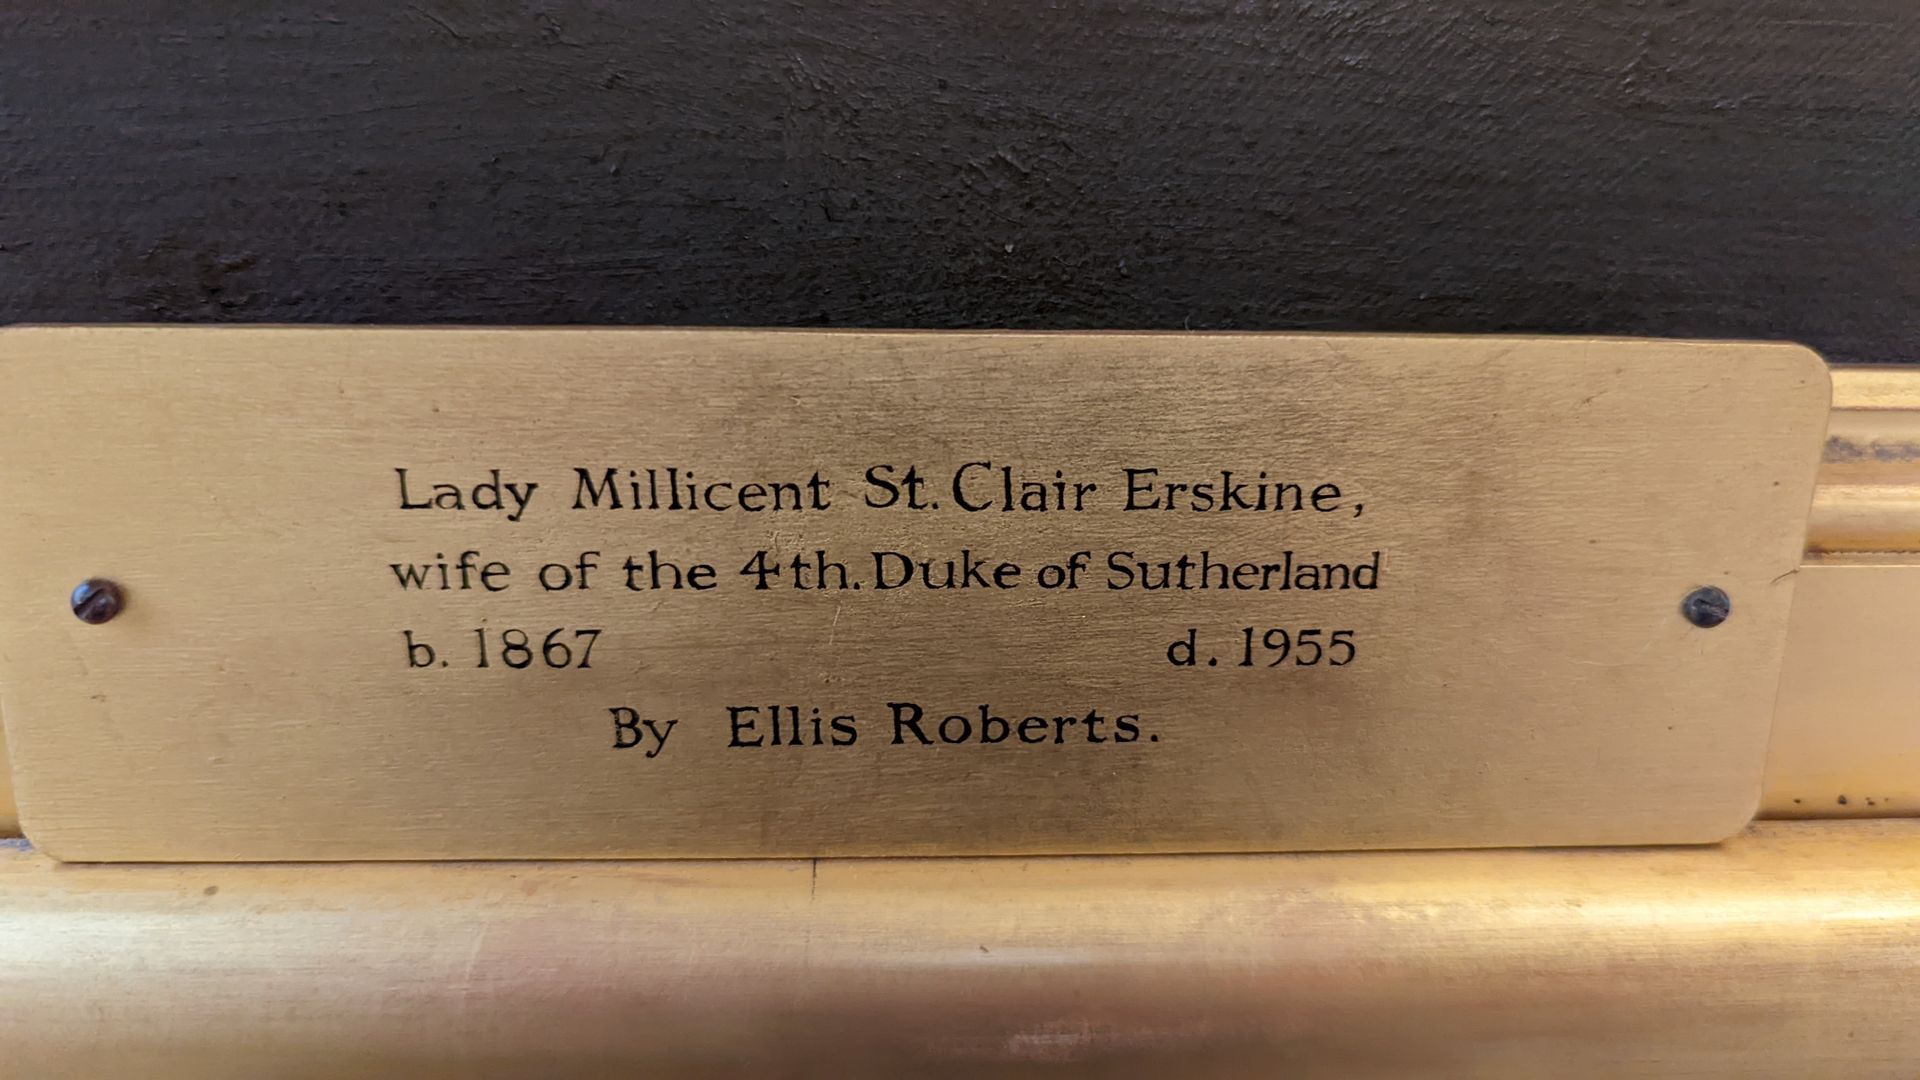 Lady Millicent St. Clair Erskine,
wife of the 4th. Duke of Sutherland
b. 1867 d. 1955
By Ellis Roberts.